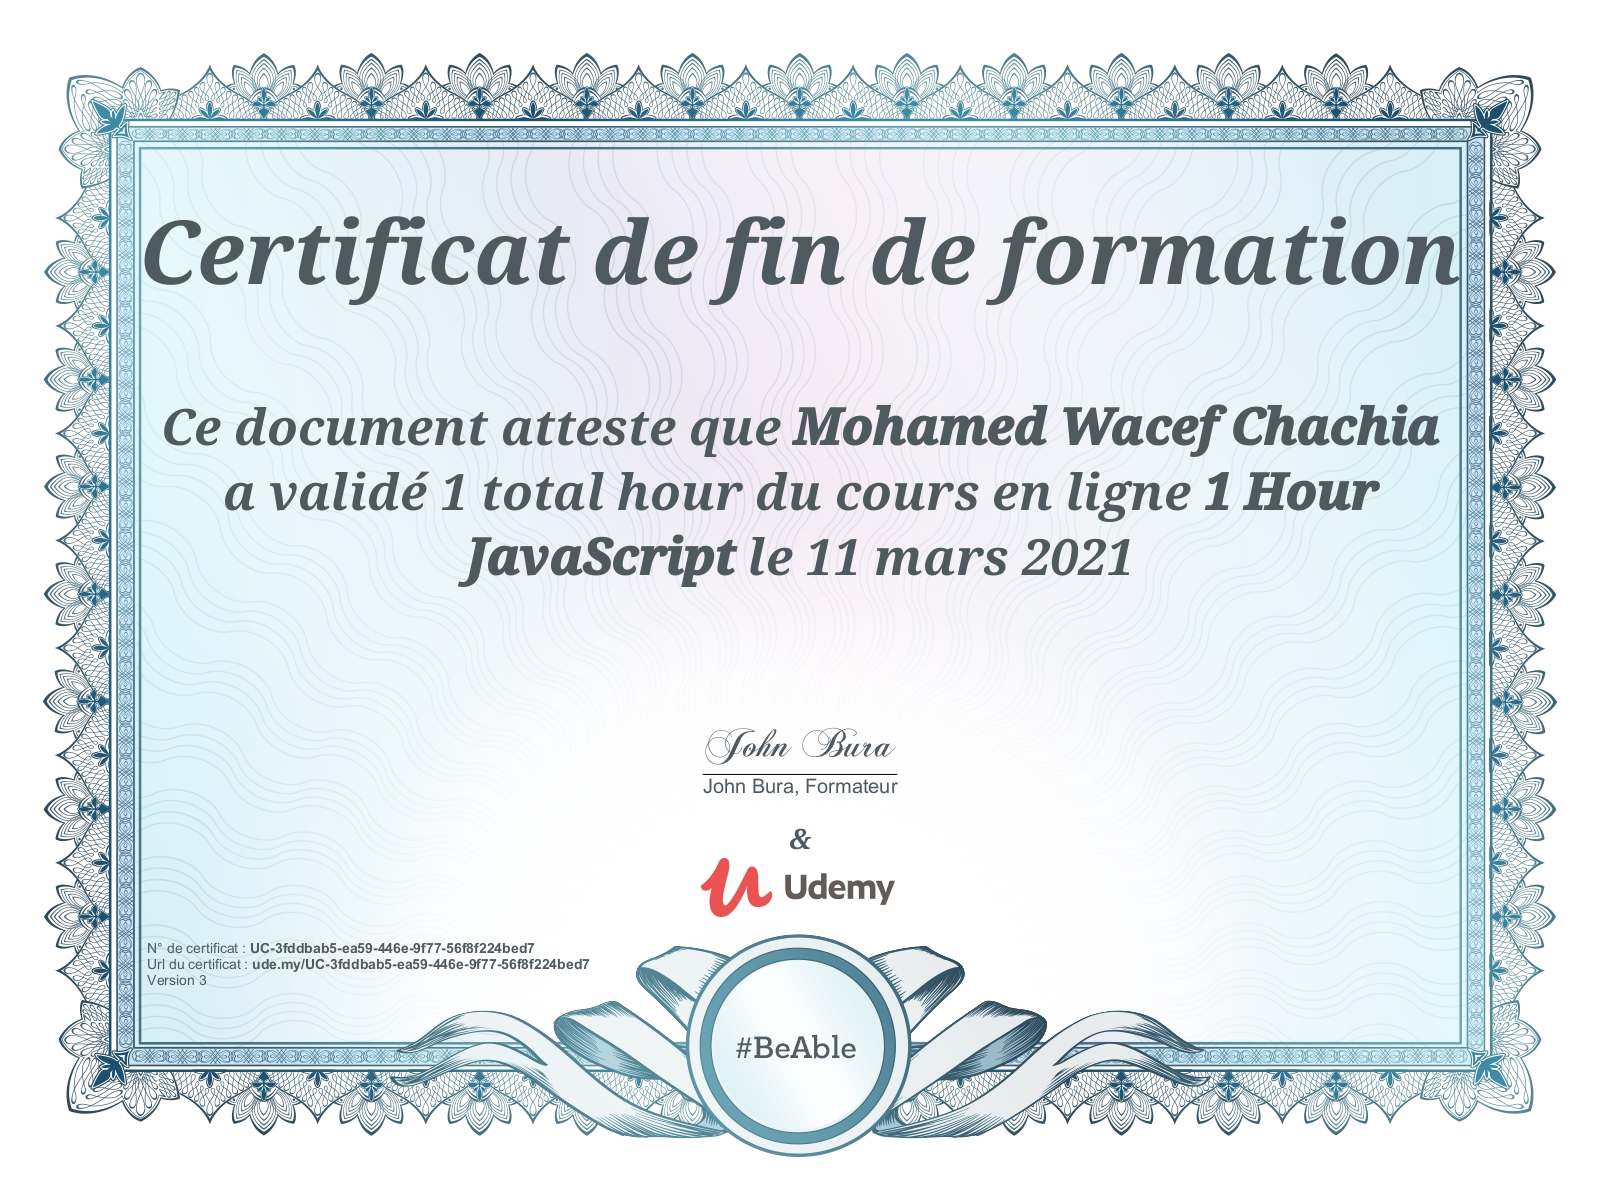 Certificat de fin de formation
Ce document atteste que Mohamed Wacef Chachia
a validé 1 total hour du cours en ligne 1 Hour
JavaScript le 11 mars 2021
John Bura
John Bura, Formateur
&
Udemy
N° de certificat : UC-3fddbab5-ea59-446e-9f77-56f8f224bed7
Url du certificat : ude.my/UC-3fddbab5-ea59-446e-9f77-56f8f224bed7
Version 3
#BeAble